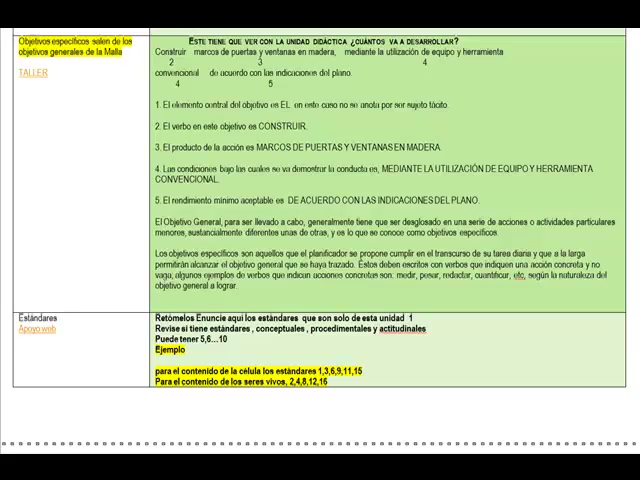 Objetivos específicos salen de los
objetivos generales de la Malla
TALLER
ESTE TIENE QUE VER CON LA UNIDAD DIDÁCTICA ¿CUÁNTOS VA A DESARROLLAR?
Construir marcos de puertas y ventanas en madera, mediante la utilización de equipo y herramienta
2 3 4
convencional de acuerdo con las indicaciones del plano.
4 5
1. El elemento central del objetivo es EL en este caso no se anota por ser sujeto tácito.
2. El verbo en este objetivo es CONSTRUIR.
3. El producto de la acción es MARCOS DE PUERTAS Y VENTANAS EN MADERA.
4. Las condiciones bajo las cuales se va demostrar la conducta es, MEDIANTE LA UTILIZACIÓN DE EQUIPO Y HERRAMIENTA
CONVENCIONAL.
5. El rendimiento mínimo aceptable es DE ACUERDO CON LAS INDICACIONES DEL PLANO.
El Objetivo General, para ser llevado a cabo, generalmente tiene que ser desglosado en una serie de acciones o actividades particulares
menores, sustancialmente diferentes unas de otras, y es lo que se conoce como objetivos específicos.
Los objetivos específicos son aquellos que el planificador se propone cumplir en el transcurso de su tarea diaria y que a la larga
permitirán alcanzar el objetivo general que se haya trazado. Éstos deben escritos con verbos que indiquen una acción concreta y no
vaga; algunos ejemplos de verbos que indican acciones concretas son: medir, pesar, redactar, cuantificar, etc, según la naturaleza del
objetivo general a lograr.
Estándares
Apoyo web
Retómelos Enuncie aquí los estándares que son solo de esta unidad 1
Revise si tiene estándares , conceptuales , procedimentales y actitudinales
Puede tener 5,6…10
Ejemplo
para el contenido de la célula los estándares 1,3,6,9,11,15
Para el contenido de los seres vivos, 2,4,8,12,16